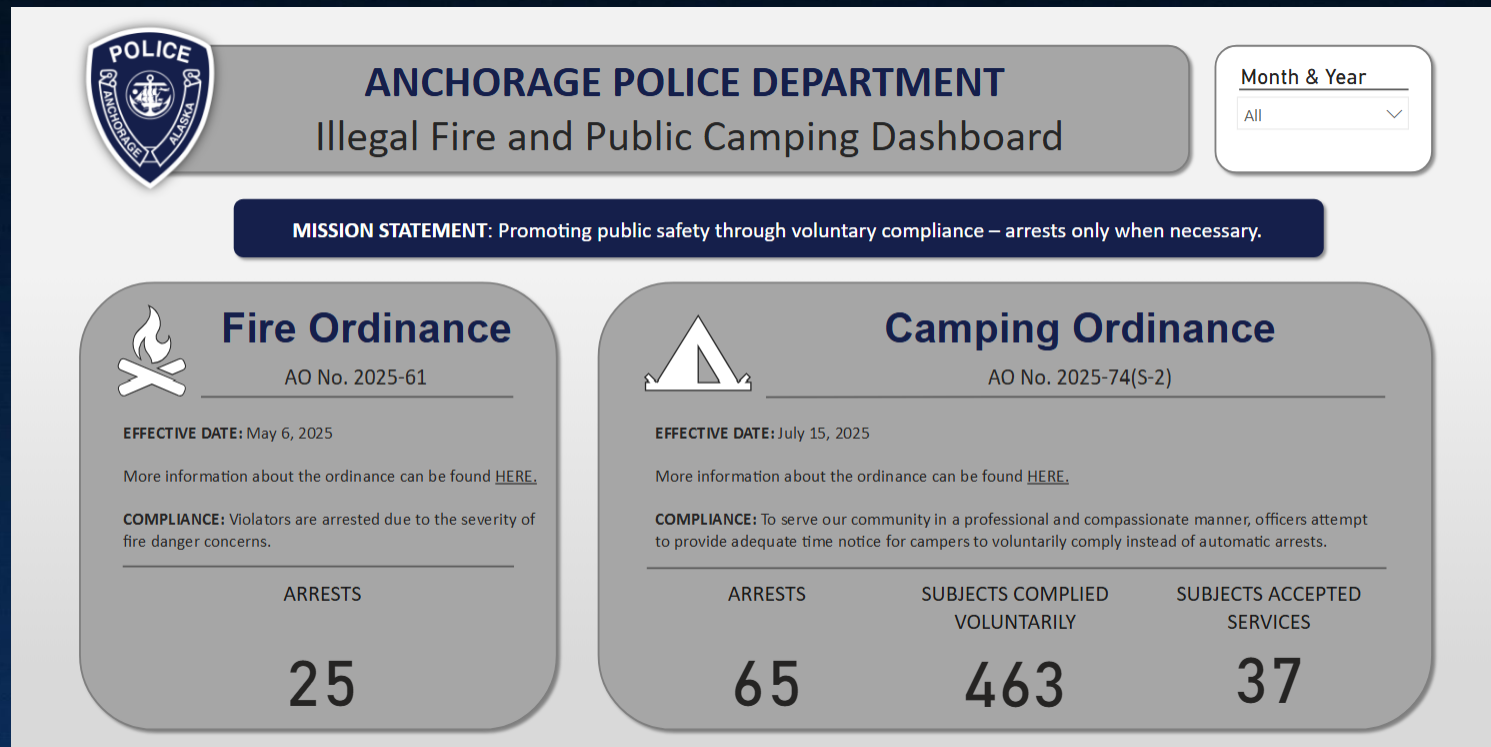 POLICE
ANCHORAGE
ALASKA
ANCHORAGE POLICE DEPARTMENT
Illegal Fire and Public Camping Dashboard
Month & Year
All
MISSION STATEMENT: Promoting public safety through voluntary compliance – arrests only when necessary.
Fire Ordinance
AO No. 2025-61
EFFECTIVE DATE: May 6, 2025
More information about the ordinance can be found HERE.
COMPLIANCE: Violators are arrested due to the severity of
fire danger concerns.
ARRESTS
25
Camping Ordinance
AO No. 2025-74(S-2)
EFFECTIVE DATE: July 15, 2025
More information about the ordinance can be found HERE.
COMPLIANCE: To serve our community in a professional and compassionate manner, officers attempt
to provide adequate time notice for campers to voluntarily comply instead of automatic arrests.
ARRESTS
65
SUBJECTS COMPLIED
VOLUNTARILY
463
SUBJECTS ACCEPTED
SERVICES
37